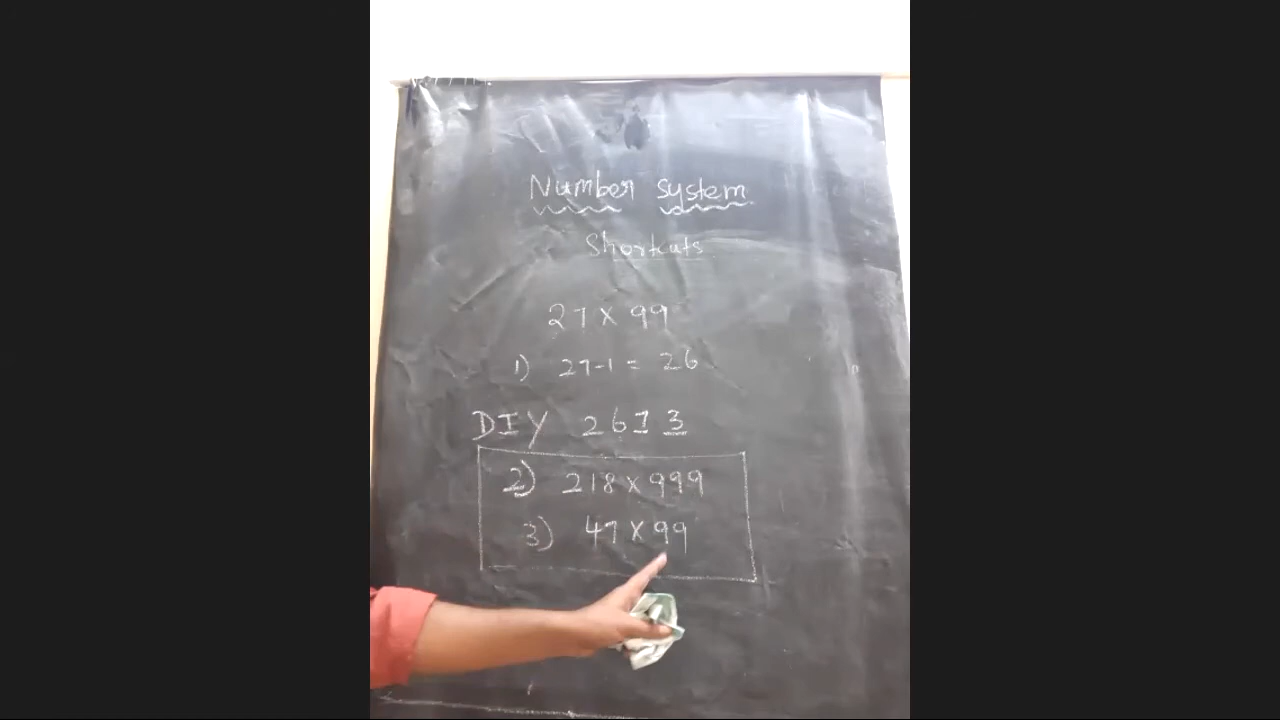 Number system
Shortcuts
27 x 99
1) 27-1 = 26
DIY 2673
2) 218 x 999
3) 47 x 99